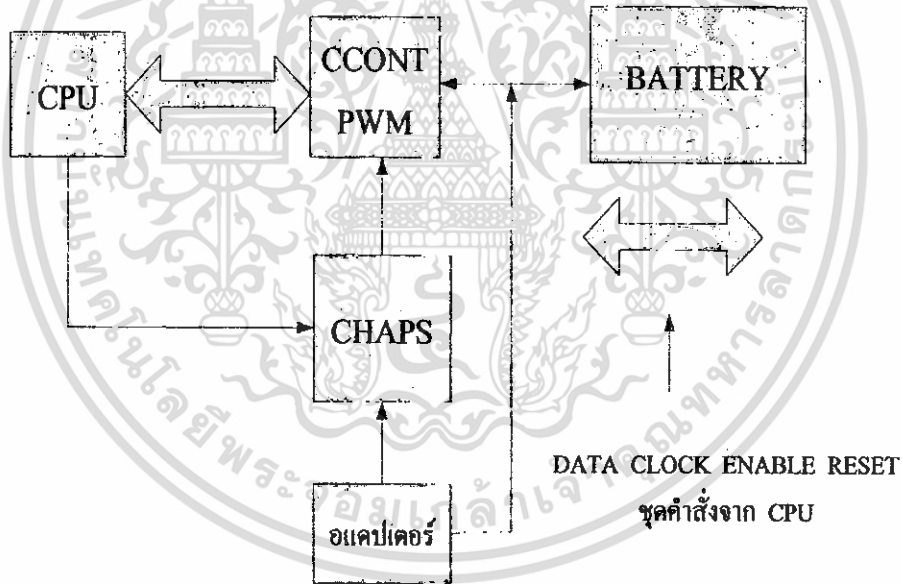 CPU
CCONT
PWM
BATTERY
CHAPS
อแดปเตอร์
DATA CLOCK ENABLE RESET
ชุดคำสั่งจาก CPU